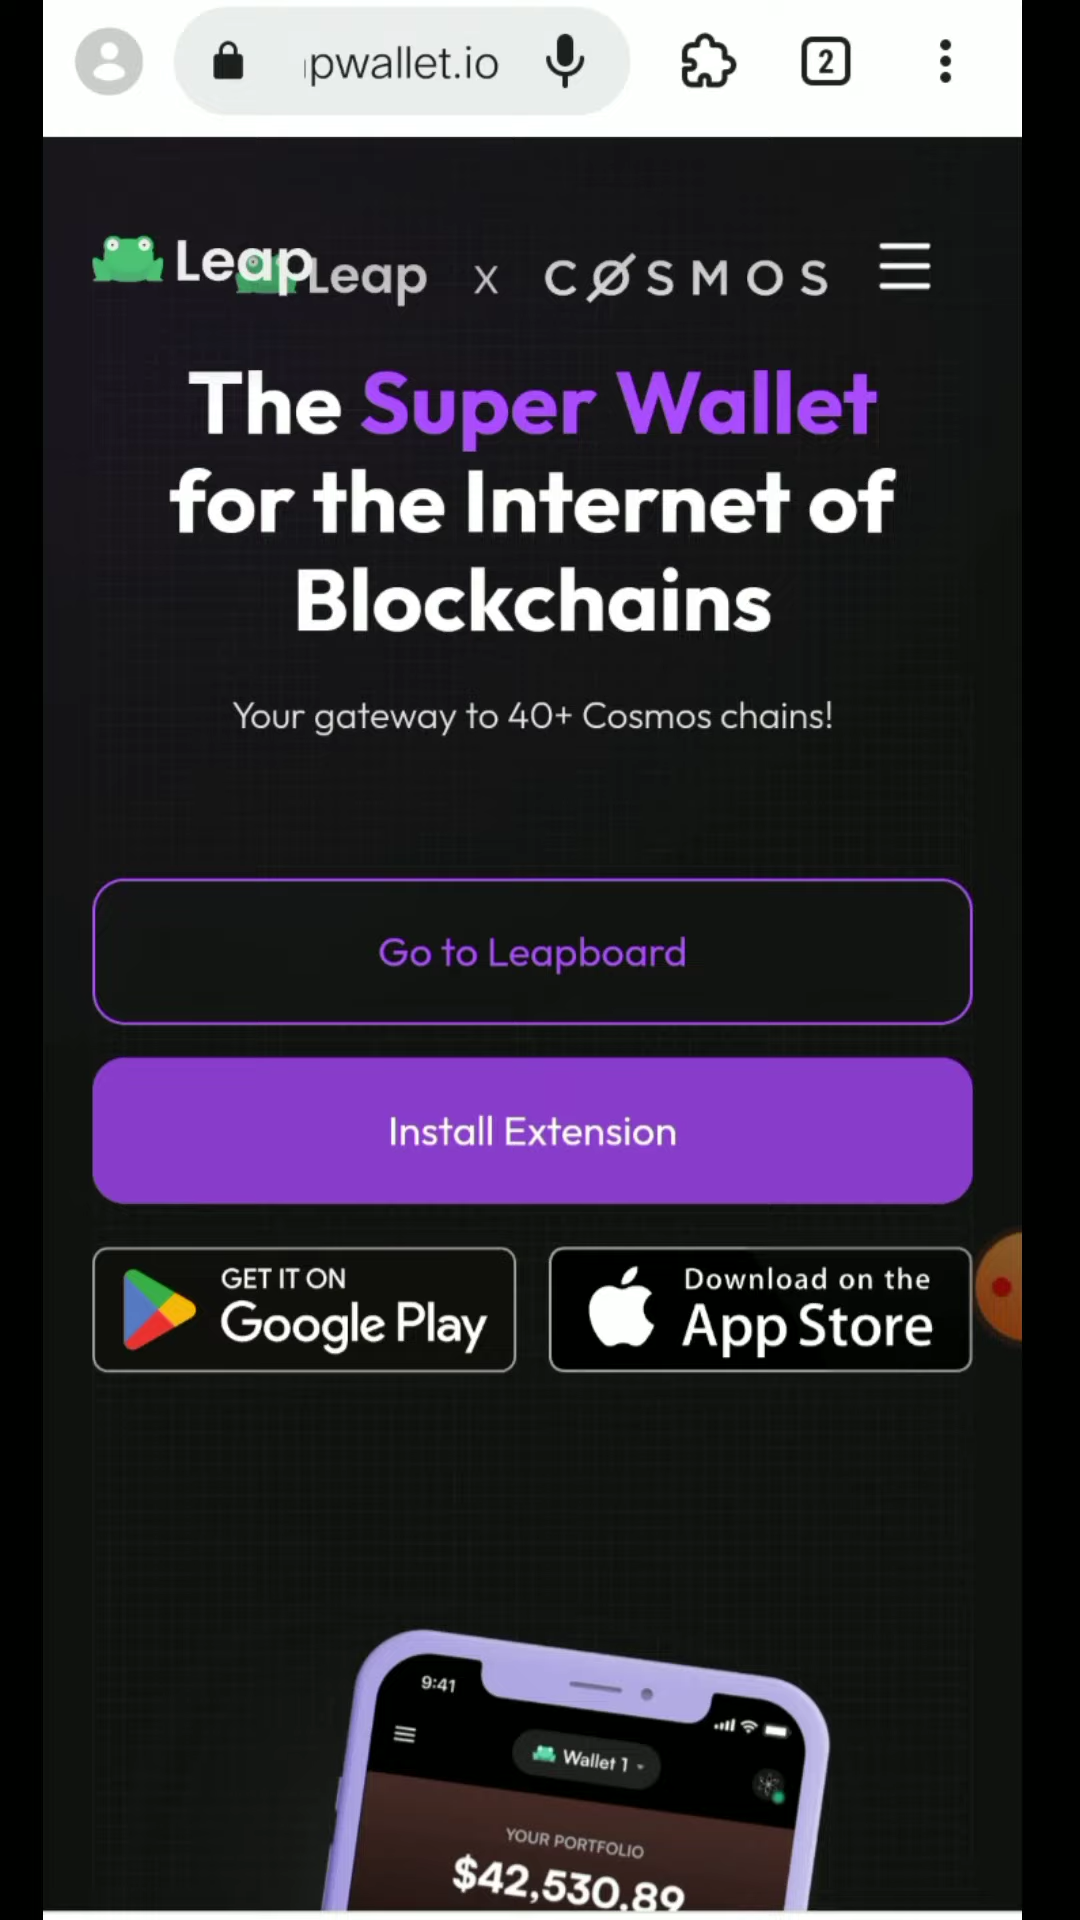 pwallet.io
2
Leap
Leap x COSMOS
The Super Wallet
for the Internet of
Blockchains
Your gateway to 40+ Cosmos chains!
Go to Leapboard
Install Extension
GET IT ON
Google Play
Download on the
App Store
9:41
Wallet 1
YOUR PORTFOLIO
$42,530.89